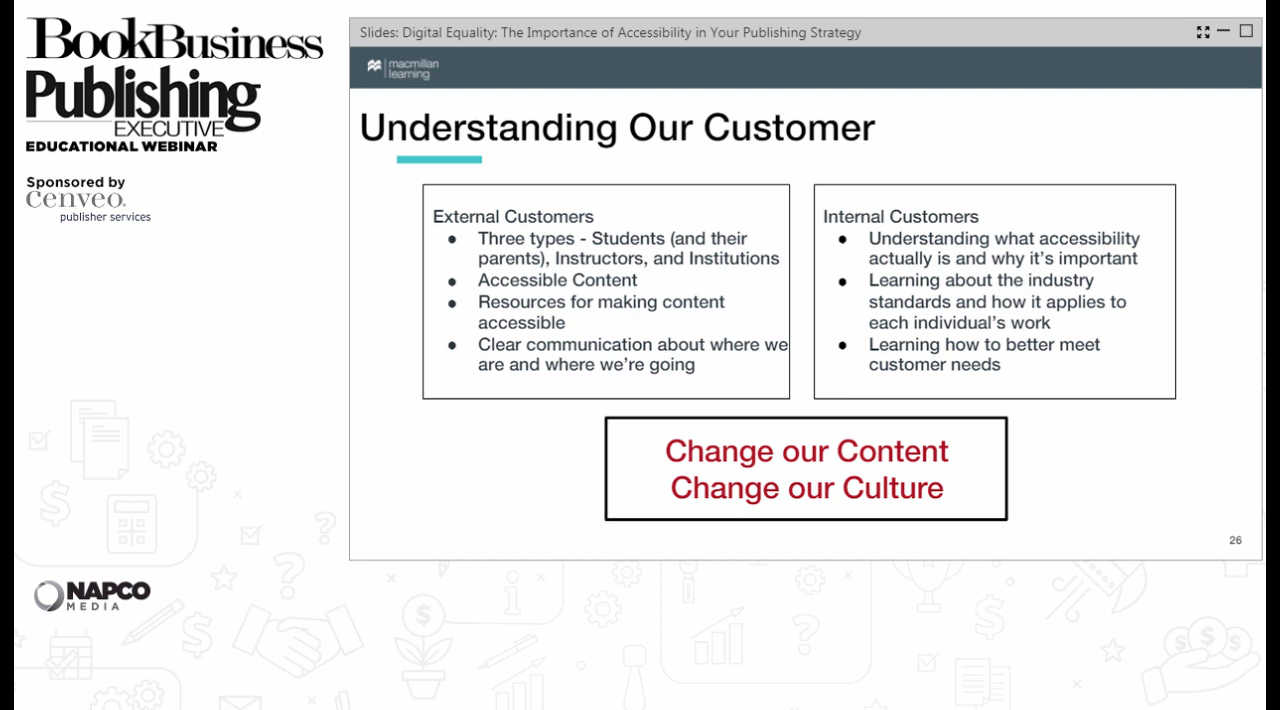 BookBusiness
Publishing
EXECUTIVE
EDUCATIONAL WEBINAR
Sponsored by
cenveo.
publisher services
NAPCO
MEDIA
Slides: Digital Equality: The Importance of Accessibility in Your Publishing Strategy
macmillan
learning
Understanding Our Customer
External Customers
● Three types - Students (and their
parents), Instructors, and Institutions
● Accessible Content
● Resources for making content
accessible
● Clear communication about where we
are and where we're going
Internal Customers
● Understanding what accessibility
actually is and why it's important
● Learning about the industry
standards and how it applies to
each individual's work
● Learning how to better meet
customer needs
Change our Content
Change our Culture
26